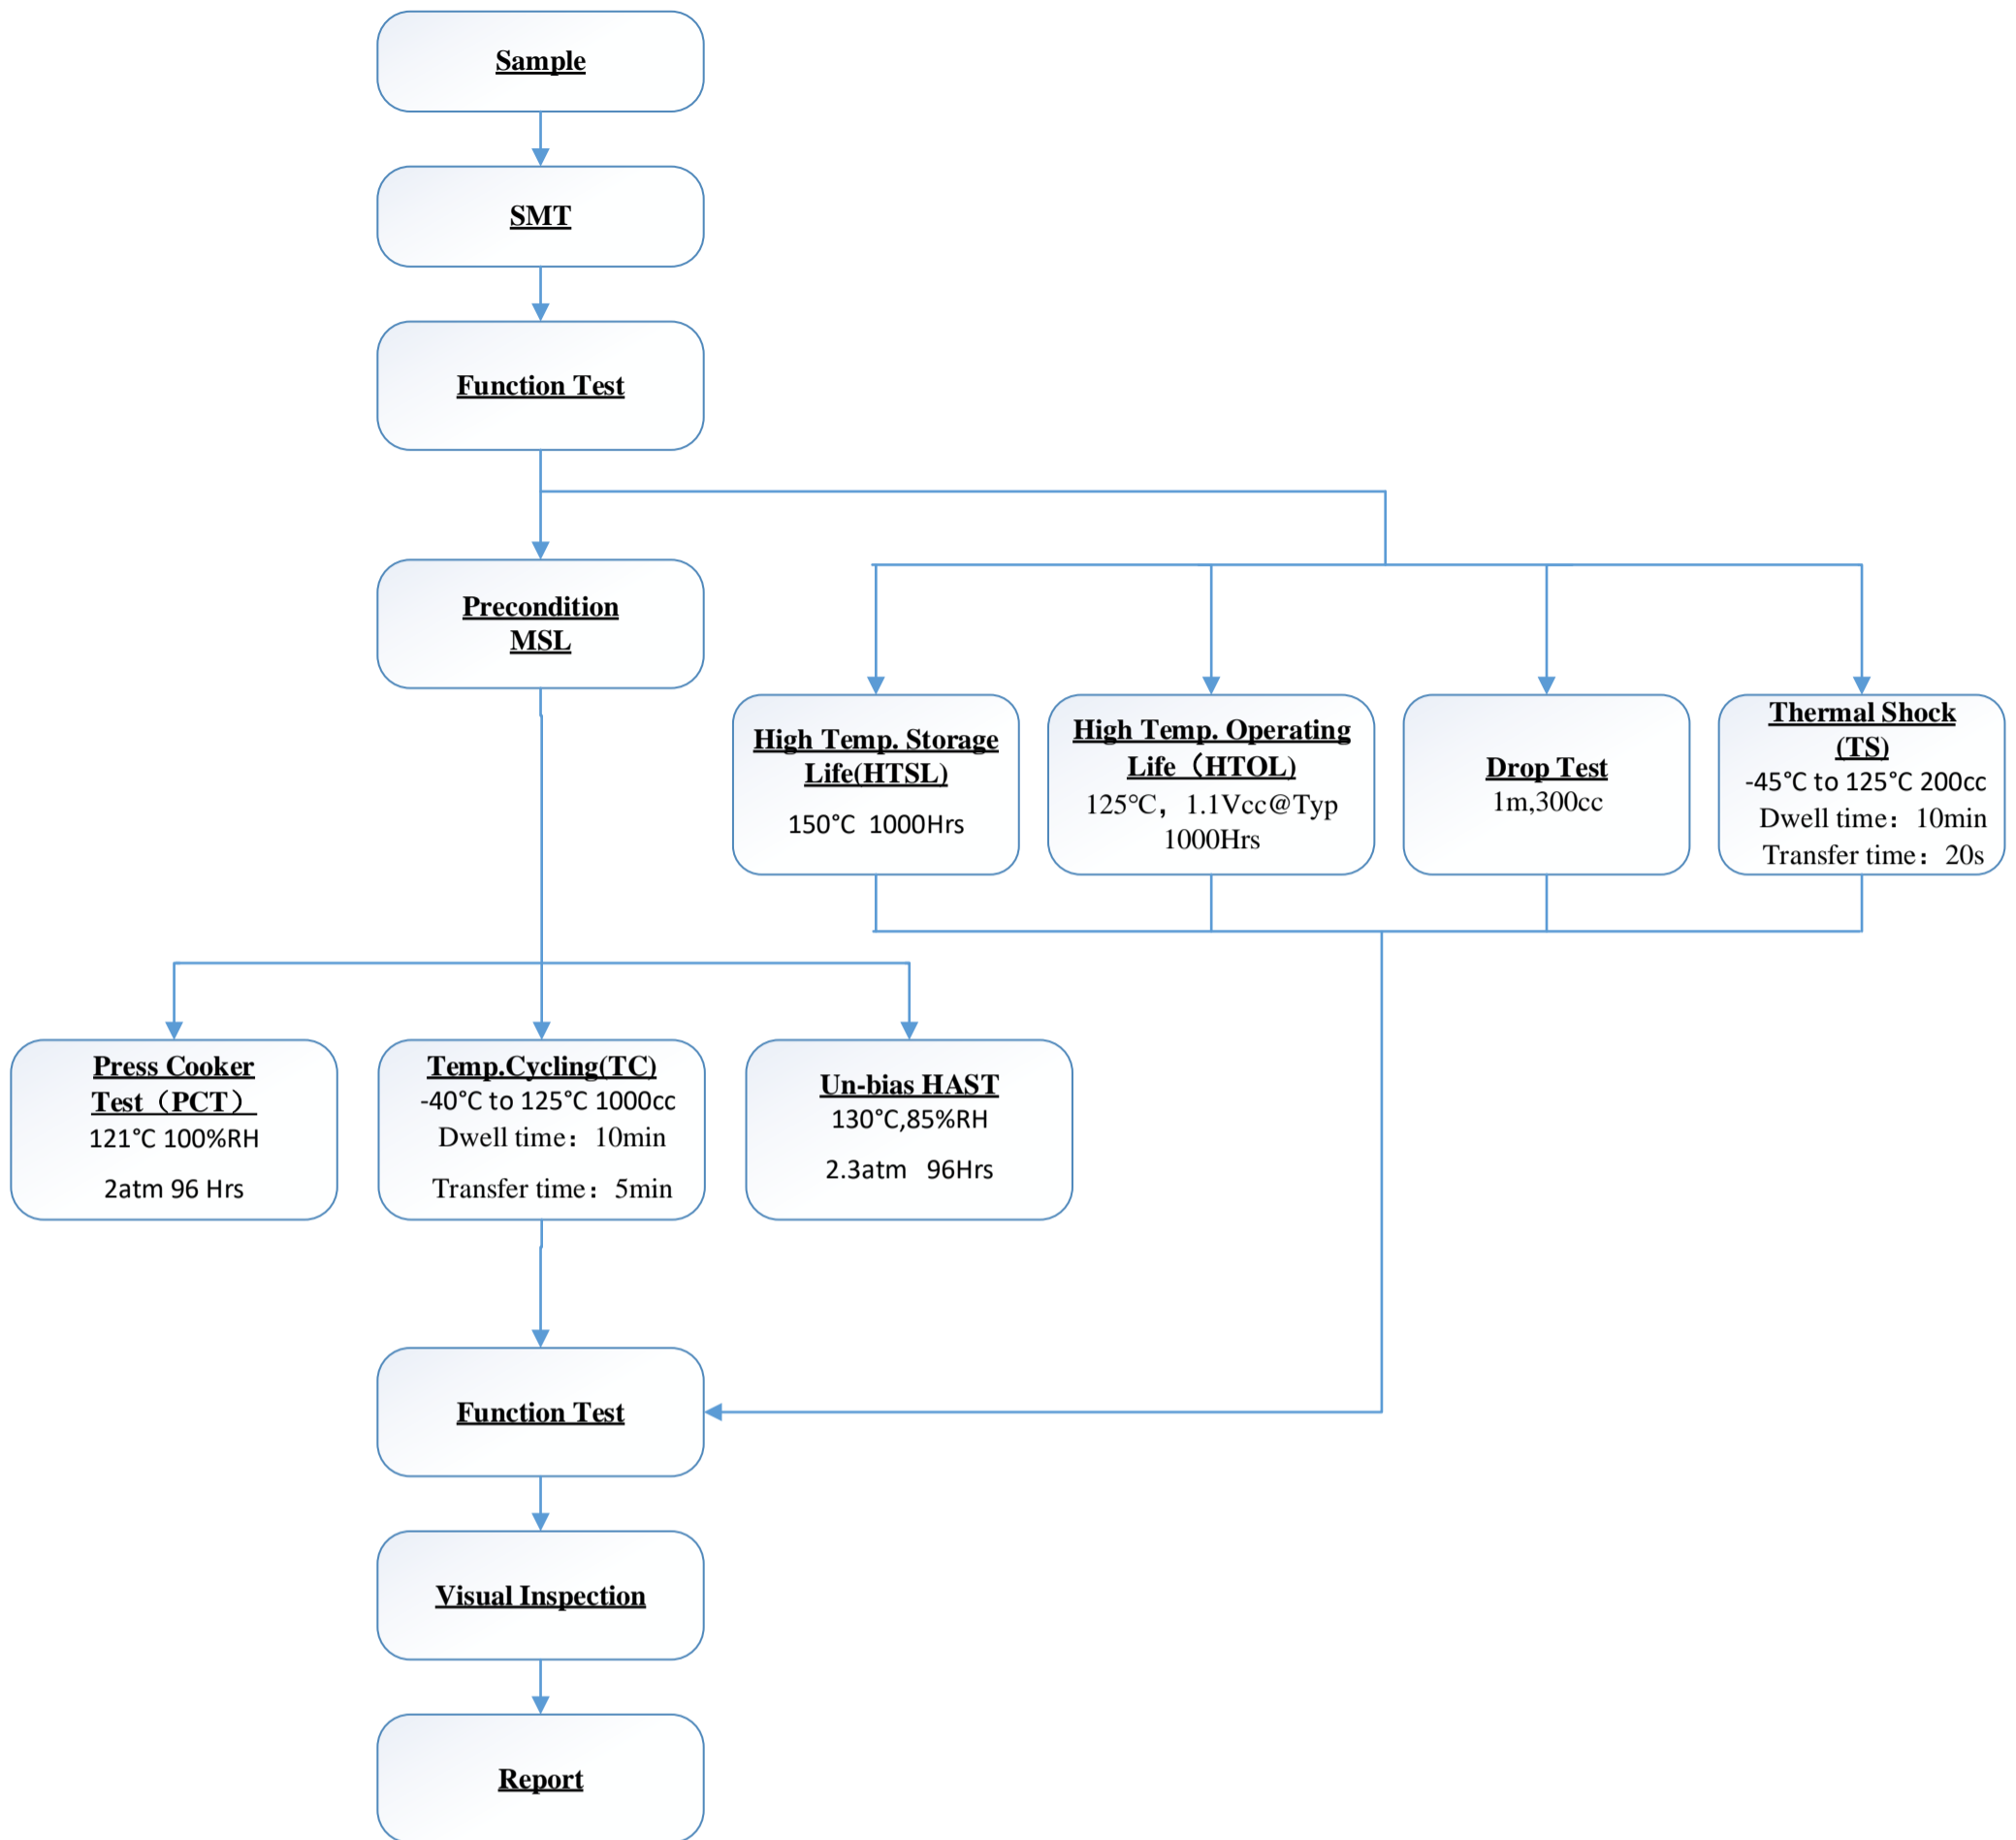 Sample
SMT
Function Test
Precondition
MSL
High Temp. Storage
Life(HTSL)
150°C  1000Hrs
High Temp. Operating
Life（HTOL)
125℃，1.1Vcc@Typ
1000Hrs
Drop Test
1m,300cc
Thermal Shock
(TS)
-45°C to 125°C 200cc
Dwell time：10min
Transfer time：20s
Press Cooker
Test（PCT）
121°C 100%RH
2atm 96 Hrs
Temp.Cycling(TC)
-40°C to 125°C 1000cc
Dwell time：10min
Transfer time：5min
Un-bias HAST
130°C,85%RH
2.3atm   96Hrs
Function Test
Visual Inspection
Report